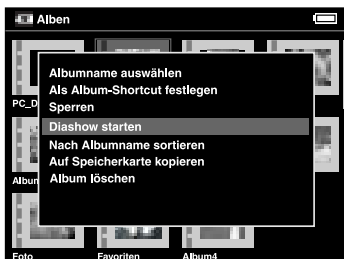 Alben
Albumname auswählen
Als Album-Shortcut festlegen
Sperren
Diashow starten
Nach Albumname sortieren
Auf Speicherkarte kopieren
Album löschen
PC_D
Album
Foto
Favoriten
Album4